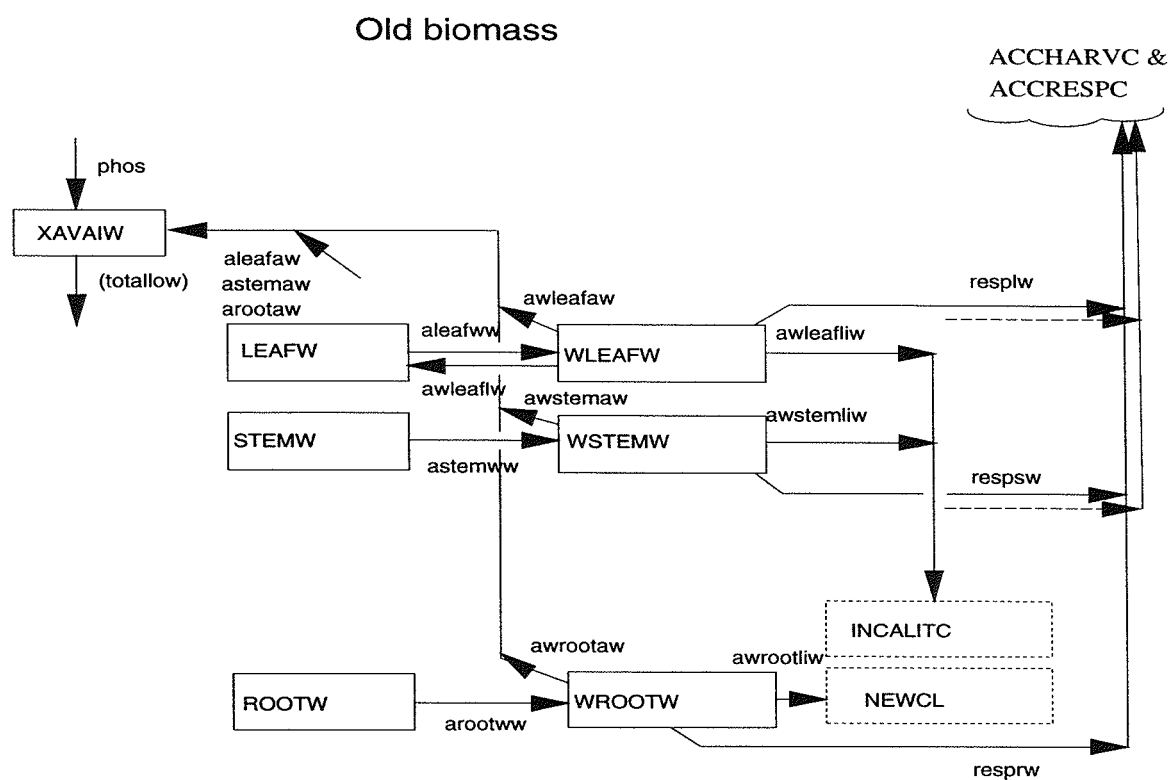 Old biomass
ACCHARVC &
ACCRESPC
phos
XAVAIW
(totallow)
aleafaw
astemaw
arootaw
awleafaw
resplw
aleafww
awleafliw
LEAFW
WLEAFW
awleaflw
awstemaw
awstemliw
STEMW
WSTEMW
astemww
respsw
INCALITC
awrootaw
awrootliw
ROOTW
WROOTW
NEWCL
arootww
resprw